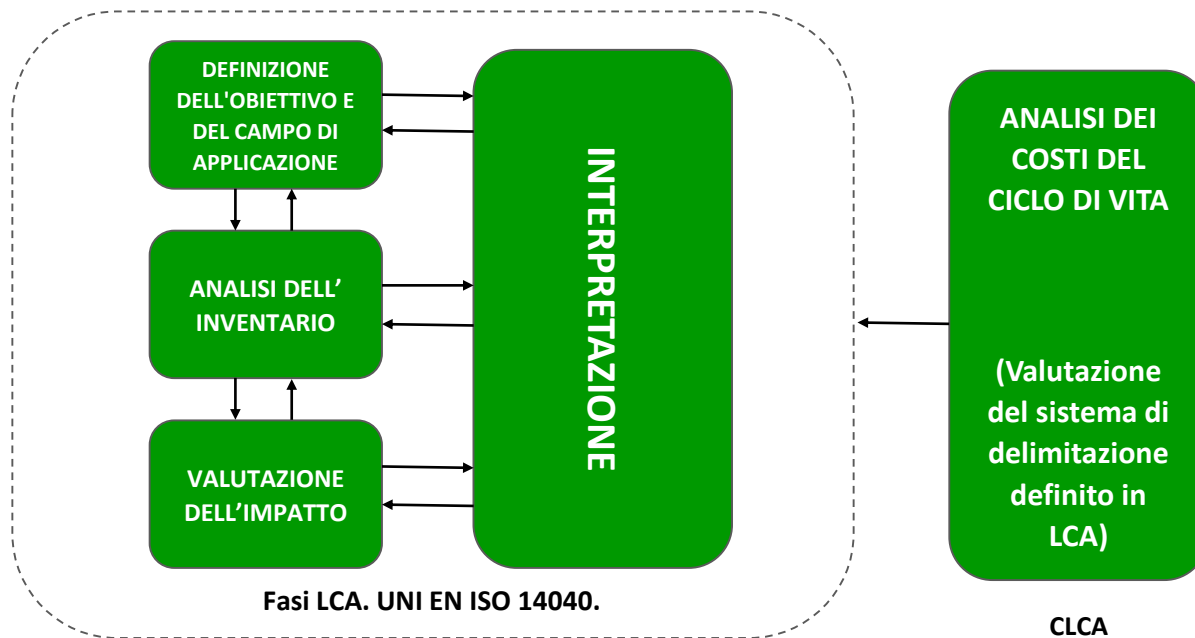 DEFINIZIONE
DELL'OBIETTIVO E
DEL CAMPO DI
APPLICAZIONE
ANALISI DELL’
INVENTARIO
VALUTAZIONE
DELL’IMPATTO
INTERPRETAZIONE
Fasi LCA. UNI EN ISO 14040.
ANALISI DEI
COSTI DEL
CICLO DI VITA
(Valutazione
del sistema di
delimitazione
definito in
LCA)
CLCA